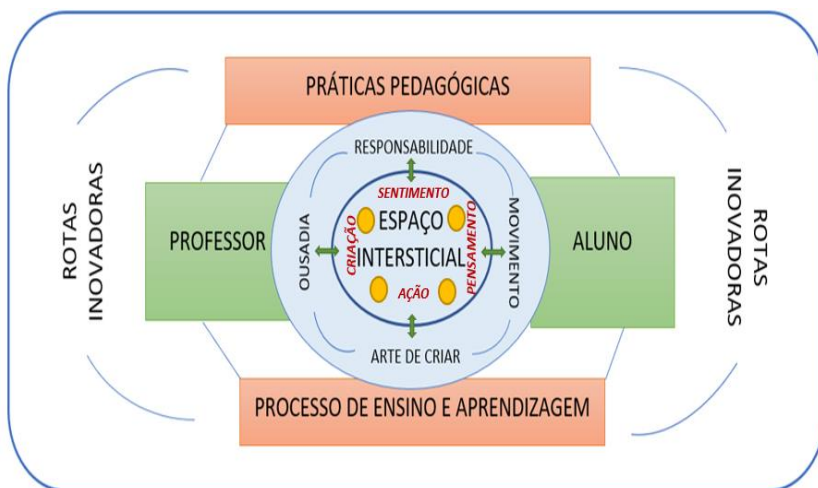 PRÁTICAS PEDAGÓGICAS
RESPONSABILIDADE
SENTIMENTO
ROTAS
INOVADORAS
PROFESSOR
OUSADIA
CRIAÇÃO
ESPAÇO
INTERSTICIAL
PENSAMENTO
MOVIMENTO
ALUNO
ROTAS
INOVADORAS
AÇÃO
ARTE DE CRIAR
PROCESSO DE ENSINO E APRENDIZAGEM